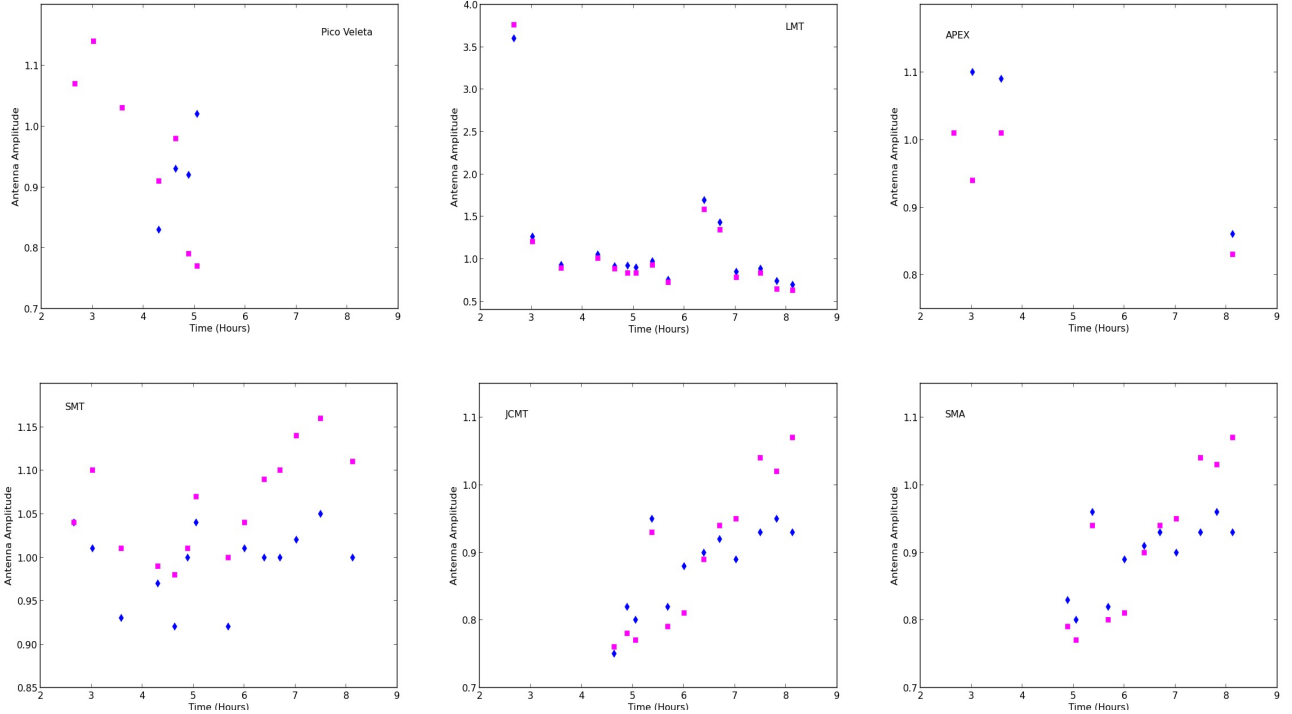 Pico Veleta
Antenna Amplitude
1.1
1.0
0.9
0.8
0.7
2 3 4 5 6 7 8 9
Time (Hours)
LMT
Antenna Amplitude
4.0
3.5
3.0
2.5
2.0
1.5
1.0
0.5
2 3 4 5 6 7 8 9
Time (Hours)
APEX
Antenna Amplitude
1.1
1.0
0.9
0.8
2 3 4 5 6 7 8 9
Time (Hours)
SMT
Antenna Amplitude
1.15
1.10
1.05
1.00
0.95
0.90
0.85
2 3 4 5 6 7 8 9
Time (Hours)
JCMT
Antenna Amplitude
1.1
1.0
0.9
0.8
0.7
2 3 4 5 6 7 8 9
Time (Hours)
SMA
Antenna Amplitude
1.1
1.0
0.9
0.8
0.7
2 3 4 5 6 7 8 9
Time (Hours)